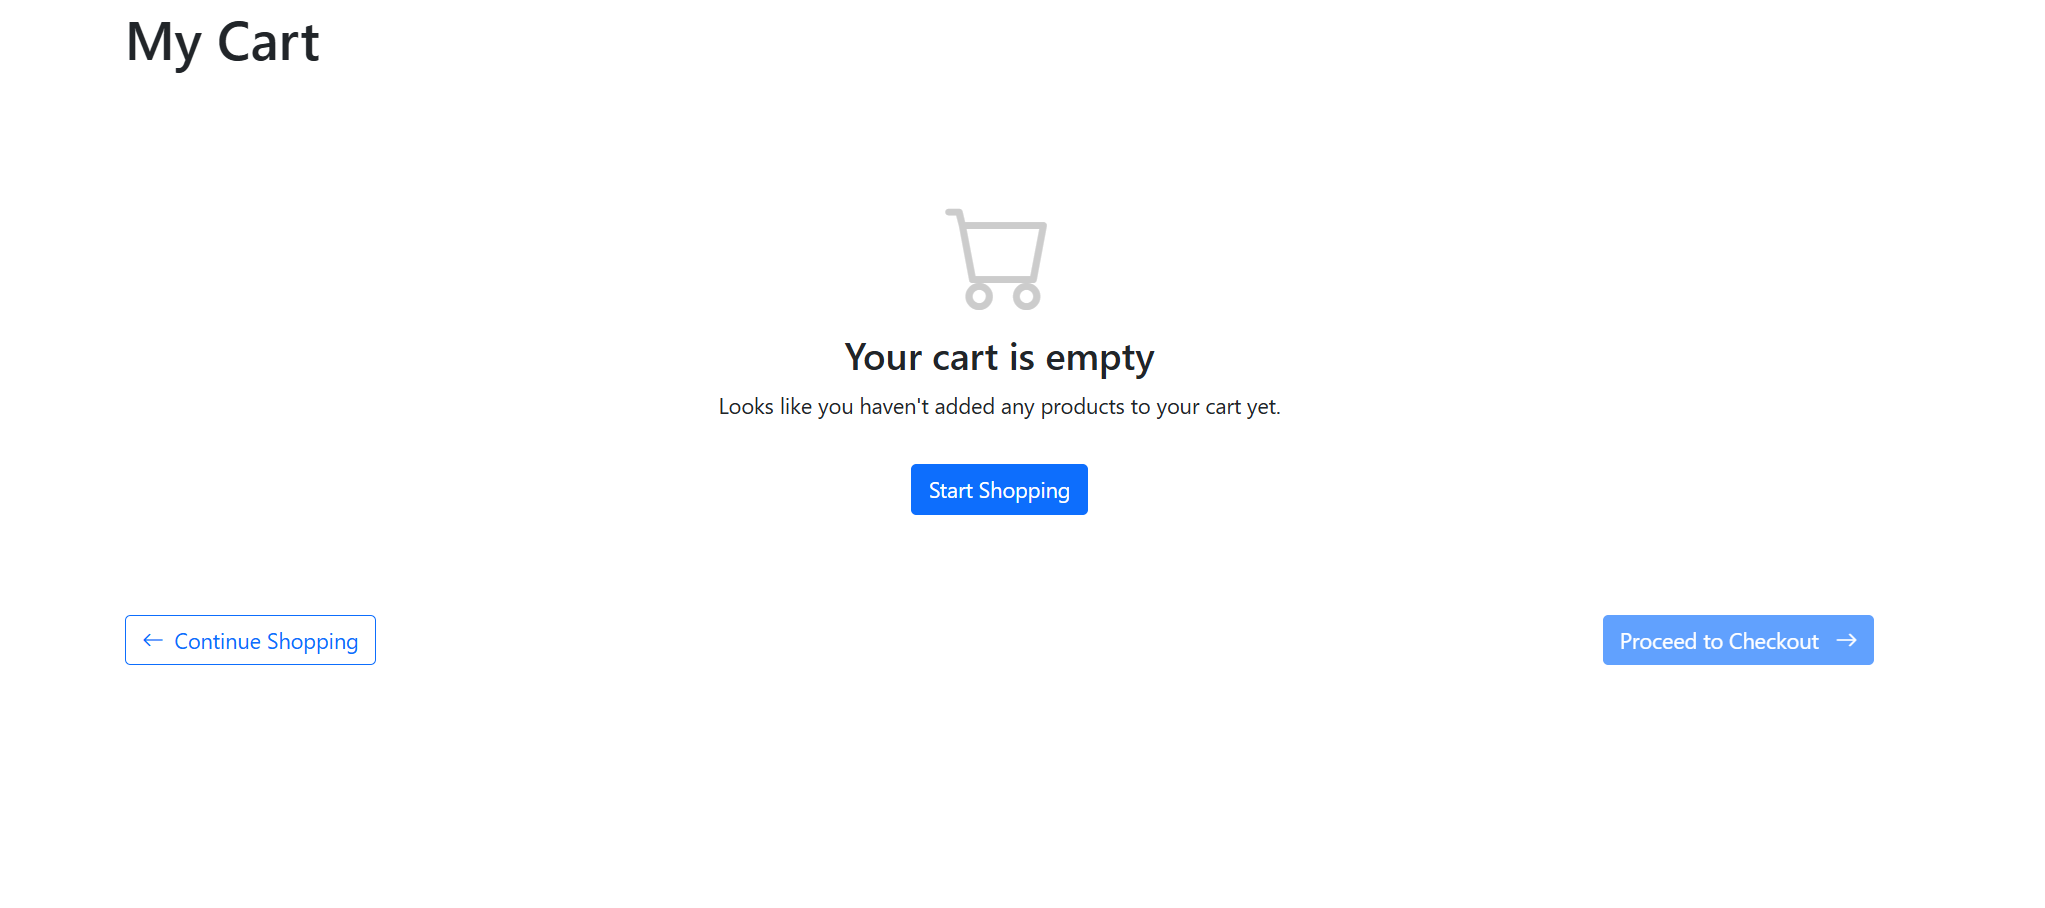 My Cart
Your cart is empty
Looks like you haven't added any products to your cart yet.
Start Shopping
Continue Shopping
Proceed to Checkout